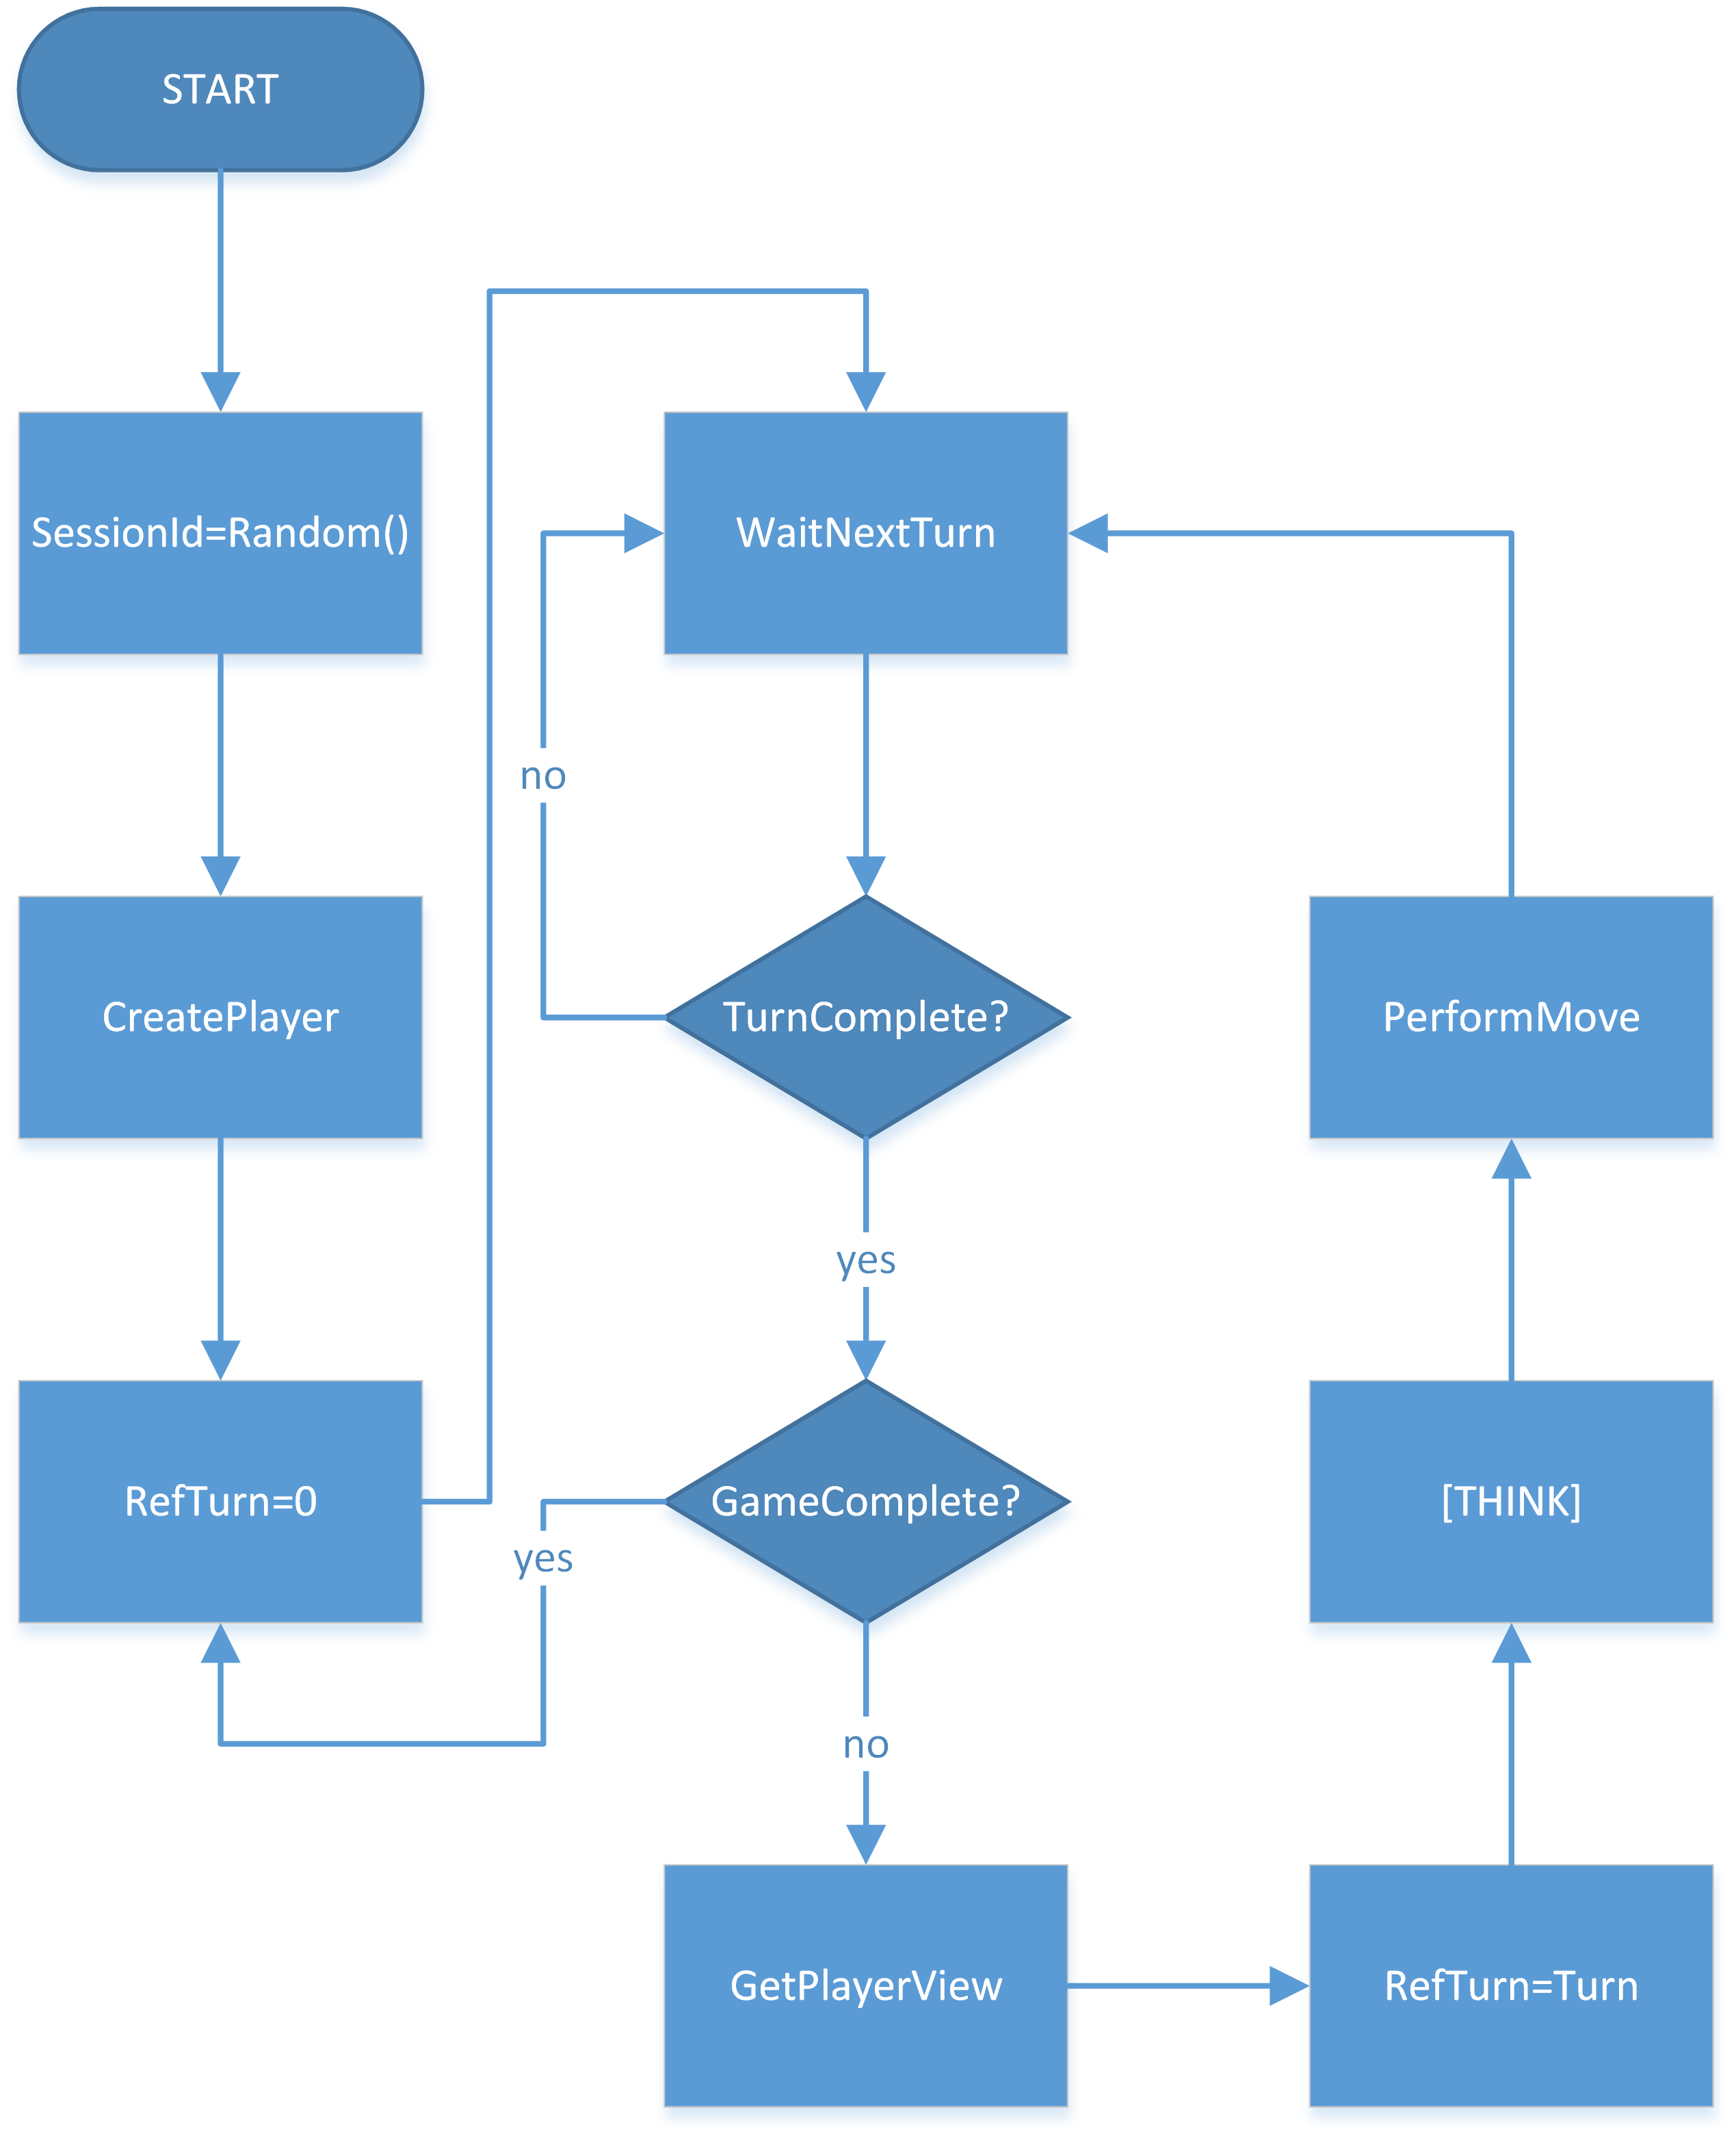 START
SessionId=Random()
CreatePlayer
RefTurn=0
WaitNextTurn
no
TurnComplete?
yes
GameComplete?
yes
no
GetPlayerView
RefTurn=Turn
[THINK]
PerformMove